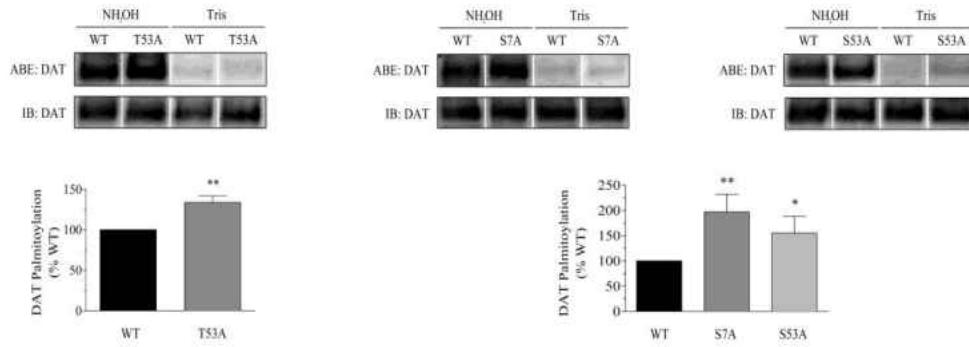 NH₂OH Tris
WT T53A WT T53A
ABE: DAT
IB: DAT
NH₂OH Tris
WT S7A WT S7A
ABE: DAT
IB: DAT
NH₂OH Tris
WT S53A WT S53A
ABE: DAT
IB: DAT
DAT Palmitoylation
(% WT)
150
100
50
0
**
WT T53A
DAT Palmitoylation
(% WT)
250
200
150
100
50
0
** *
WT S7A S53A